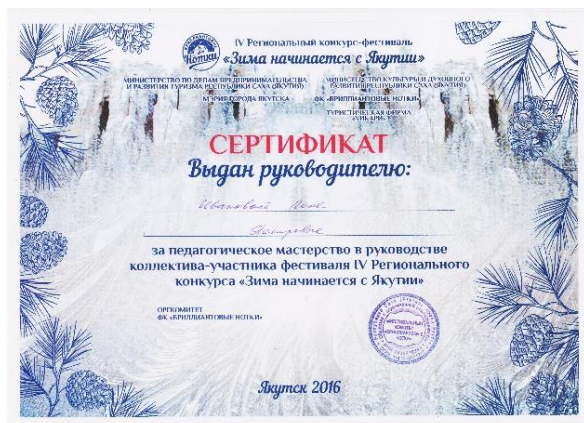 Нотки
IV Региональный конкурс-фестиваль
«Зима начинается с Якутии»
МИНИСТЕРСТВО ПО ДЕЛАМ ПРЕДПРИНИМАТЕЛЬСТВА
И РАЗВИТИЯ ТУРИЗМА РЕСПУБЛИКИ САХА (ЯКУТИЯ)
МЭРИЯ ГОРОДА ЯКУТСКА
МИНИСТЕРСТВО КУЛЬТУРЫ И ДУХОВНОГО
РАЗВИТИЯ РЕСПУБЛИКИ САХА (ЯКУТИЯ)
ФК «БРИЛЛИАНТОВЫЕ НОТКИ»
ТУРИСТИЧЕСКАЯ ФИРМА
СЕРТИФИКАТ
Выдан руководителю:
Ивановой
за педагогическое мастерство в руководстве
коллектива-участника фестиваля IV Регионального
конкурса «Зима начинается с Якутии»
ОРГКОМИТЕТ
ФК «БРИЛЛИАНТОВЫЕ НОТКИ»
Якутск 2016